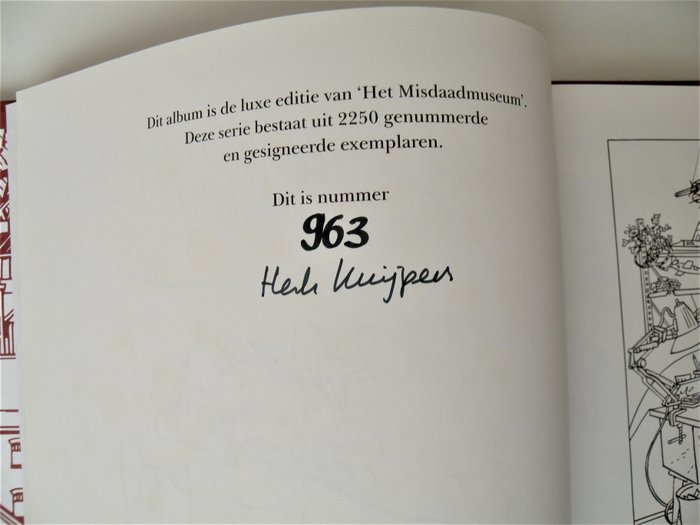 Dit album is de luxe editie van ‘Het Misdaadmuseum’.
Deze serie bestaat uit 2250 genummerde
en gesigneerde exemplaren.
Dit is nummer
963
Henk Kuijpers